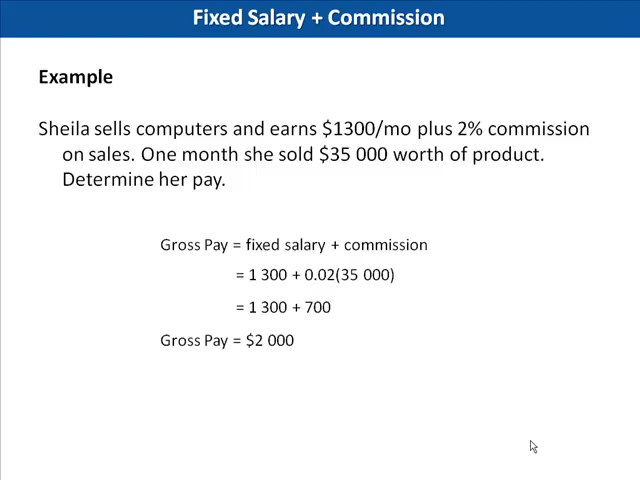 Fixed Salary + Commission
Example
Sheila sells computers and earns $1300/mo plus 2% commission
on sales. One month she sold $35 000 worth of product.
Determine her pay.
Gross Pay = fixed salary + commission
= 1 300 + 0.02(35 000)
= 1 300 + 700
Gross Pay = $2 000